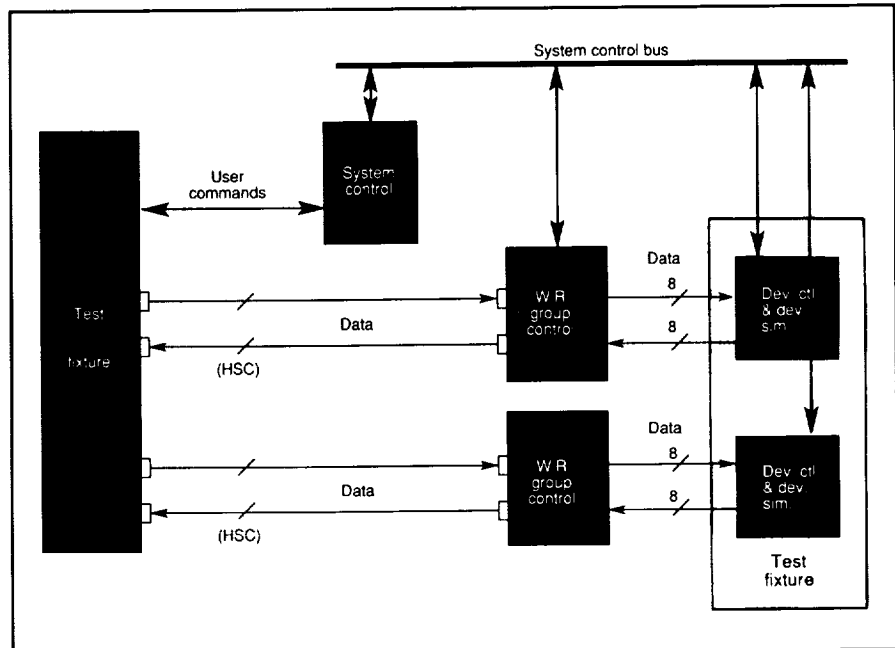 System control bus
User
commands
System
control
Test
fixture
Data
(HSC)
W R
group
contro
Data
8
8
Dev. ctl
& dev
sim
Data
(HSC)
W R
group
control
Data
8
8
Dev. ctl
& dev.
sim.
Test
fixture